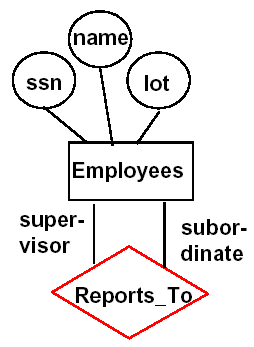 name
ssn
lot
Employees
super-
visor
subor-
dinate
Reports_To